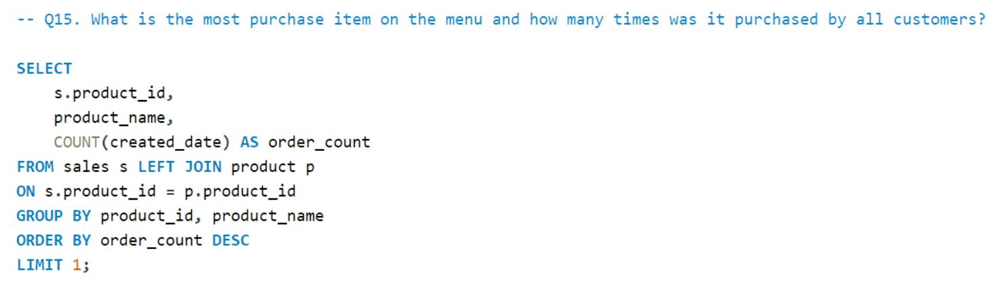 -- Q15. What is the most purchase item on the menu and how many times was it purchased by all customers?
SELECT
s.product_id,
product_name,
COUNT(created_date) AS order_count
FROM sales s LEFT JOIN product p
ON s.product_id = p.product_id
GROUP BY product_id, product_name
ORDER BY order_count DESC
LIMIT 1;